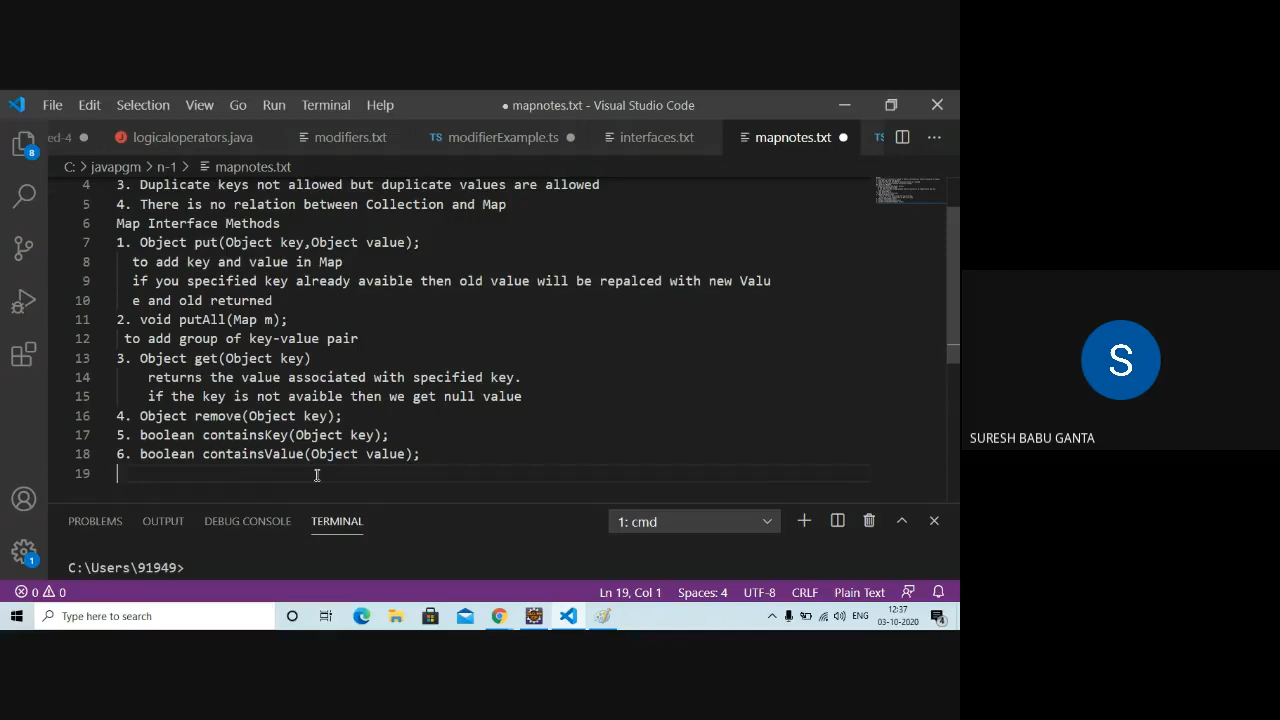 File Edit Selection View Go Run Terminal Help
● mapnotes.txt - Visual Studio Code
ed-4 ● logicaloperators.java modifiers.txt TS modifierExample.ts ● interfaces.txt mapnotes.txt ● TS
C: > javapgm > n-1 > mapnotes.txt
4 3. Duplicate keys not allowed but duplicate values are allowed
5 4. There is no relation between Collection and Map
6 Map Interface Methods
7 1. Object put(Object key,Object value);
8 to add key and value in Map
9 if you specified key already avaible then old value will be repalced with new Valu
10 e and old returned
11 2. void putAll(Map m);
12 to add group of key-value pair
13 3. Object get(Object key)
14 returns the value associated with specified key.
15 if the key is not avaible then we get null value
16 4. Object remove(Object key);
17 5. boolean containsKey(Object key);
18 6. boolean containsValue(Object value);
19
8
1
PROBLEMS OUTPUT DEBUG CONSOLE TERMINAL 1: cmd
C:\Users\91949>
0 0 Ln 19, Col 1 Spaces: 4 UTF-8 CRLF Plain Text
Type here to search ENG 12:37
03-10-2020 4
S
SURESH BABU GANTA